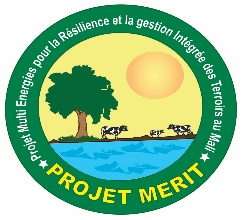 Projet Multi Energies pour la Résilience et la gestion Intégrée des Terroirs au Mali
PROJET MERIT